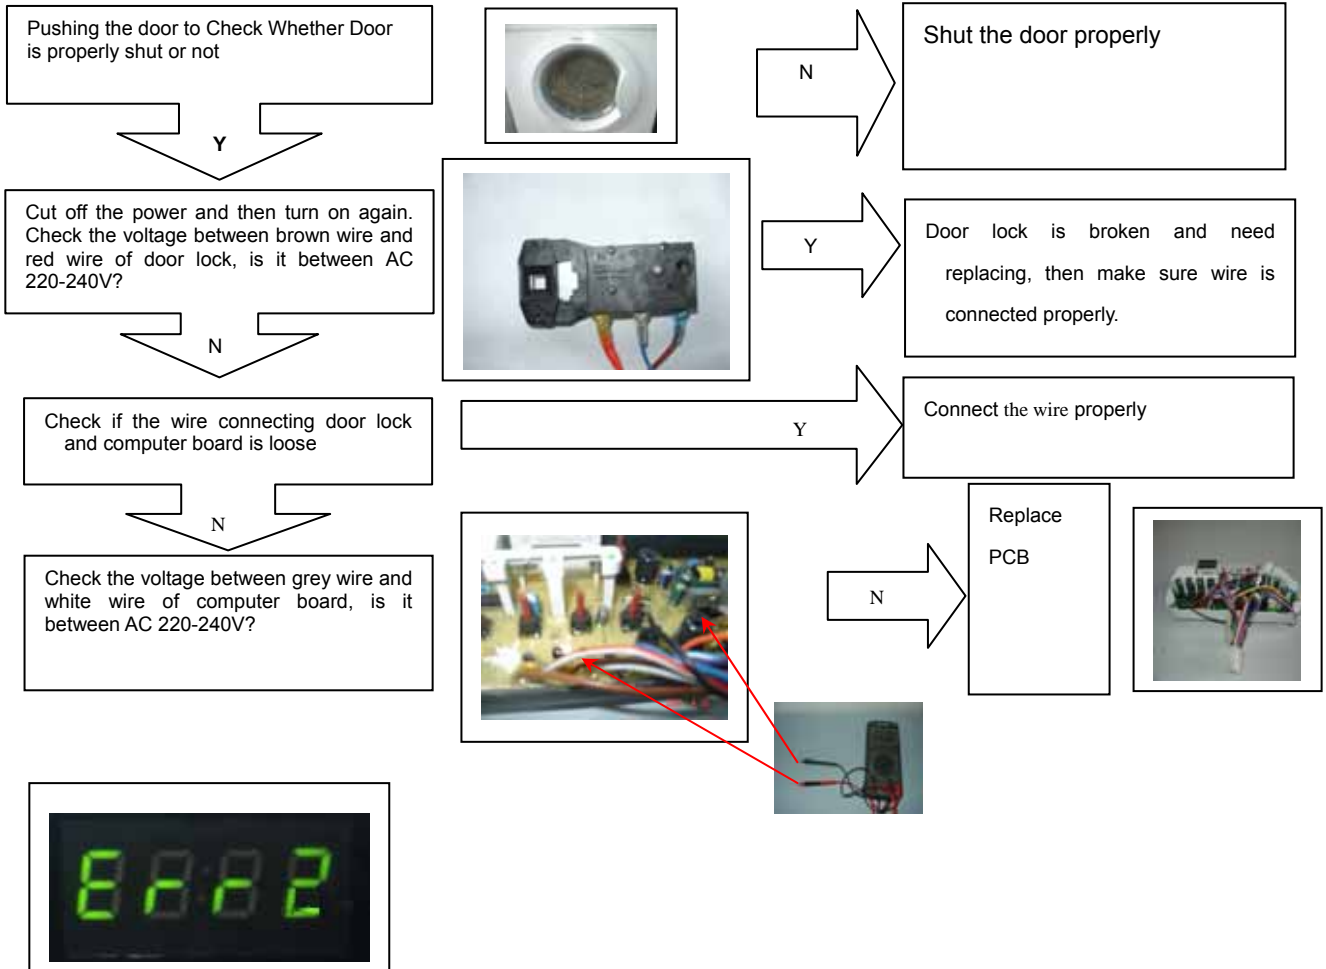 Pushing the door to Check Whether Door
is properly shut or not
N
Shut the door properly
Y
Cut off the power and then turn on again.
Check the voltage between brown wire and
red wire of door lock, is it between AC
220-240V?
Y
Door lock is broken and need
replacing, then make sure wire is
connected properly.
N
Check if the wire connecting door lock
and computer board is loose
Y
Connect the wire properly
N
Check the voltage between grey wire and
white wire of computer board, is it
between AC 220-240V?
N
Replace
PCB
Err2